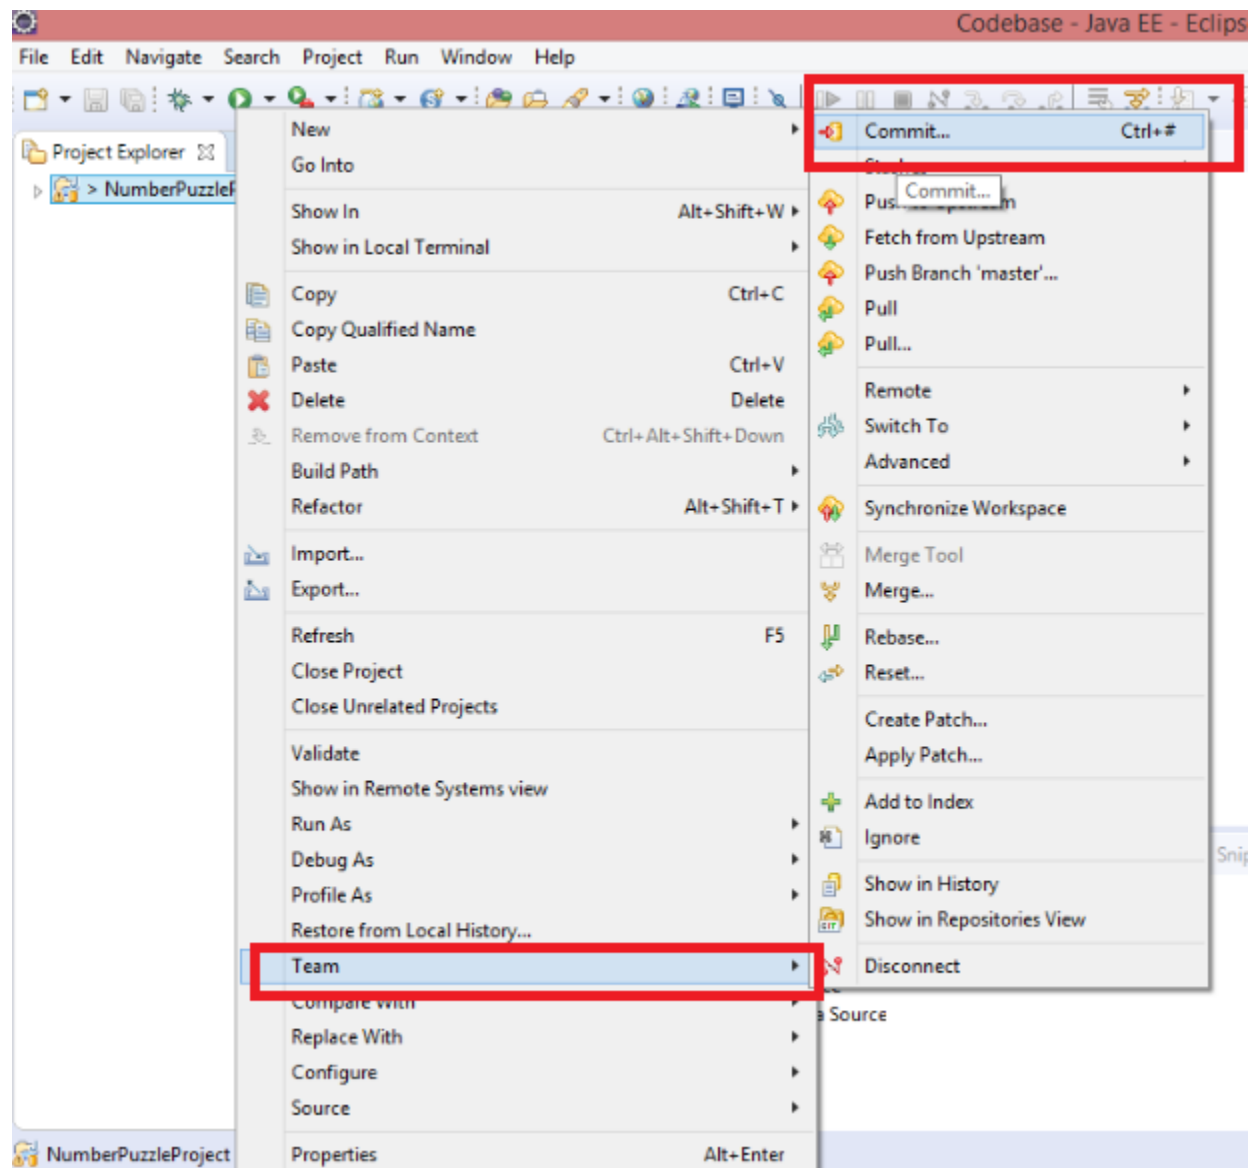 Codebase - Java EE - Eclips
File Edit Navigate Search Project Run Window Help
Project Explorer
> NumberPuzzleP
New
Go Into
Show In Alt+Shift+W
Show in Local Terminal
Copy Ctrl+C
Copy Qualified Name
Paste Ctrl+V
Delete Delete
Remove from Context Ctrl+Alt+Shift+Down
Build Path
Refactor Alt+Shift+T
Import...
Export...
Refresh F5
Close Project
Close Unrelated Projects
Validate
Show in Remote Systems view
Run As
Debug As
Profile As
Restore from Local History...
Team
Compare With
Replace With
Configure
Source
Properties Alt+Enter
Commit... Ctrl+#
Commit...
Fetch from Upstream
Push Branch 'master'...
Pull
Pull...
Remote
Switch To
Advanced
Synchronize Workspace
Merge Tool
Merge...
Rebase...
Reset...
Create Patch...
Apply Patch...
Add to Index
Ignore
Show in History
Show in Repositories View
Disconnect
Snip
a Source
NumberPuzzleProject